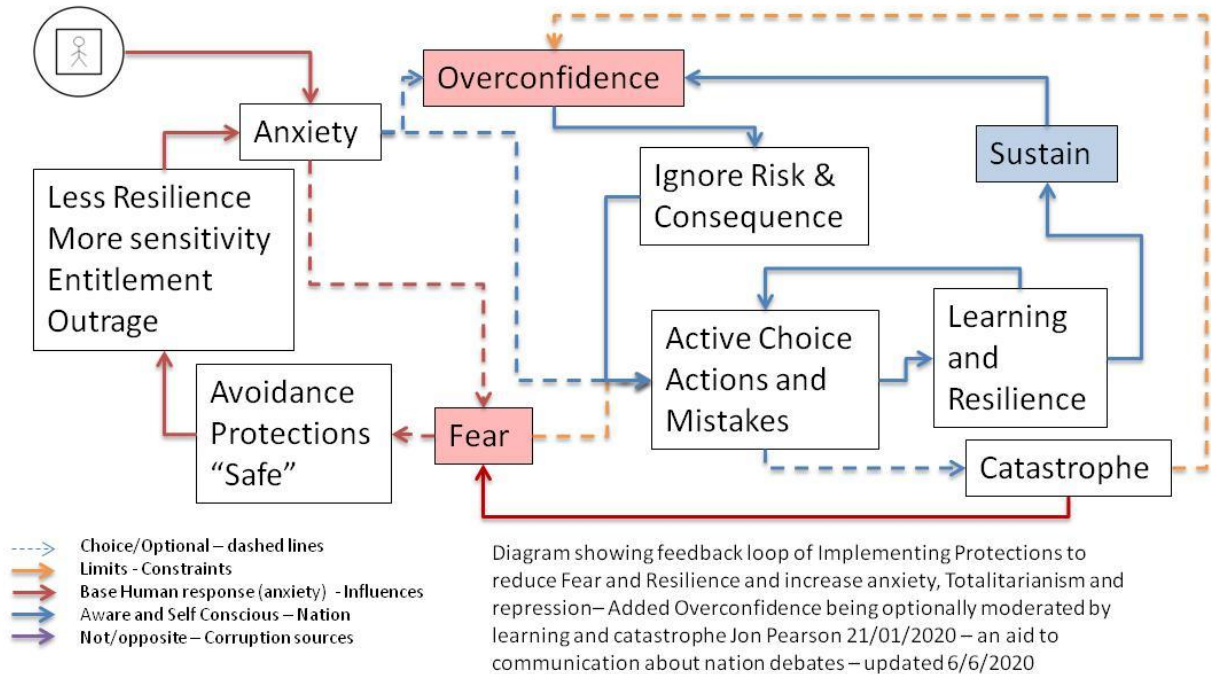 Overconfidence
Anxiety
Sustain
Ignore Risk &
Consequence
Less Resilience
More sensitivity
Entitlement
Outrage
Active Choice
Actions and
Mistakes
Learning
and
Resilience
Avoidance
Protections
“Safe”
Fear
Catastrophe
Choice/Optional – dashed lines
Limits - Constraints
Base Human response (anxiety) - Influences
Aware and Self Conscious – Nation
Not/opposite – Corruption sources
Diagram showing feedback loop of Implementing Protections to
reduce Fear and Resilience and increase anxiety, Totalitarianism and
repression– Added Overconfidence being optionally moderated by
learning and catastrophe Jon Pearson 21/01/2020 – an aid to
communication about nation debates – updated 6/6/2020